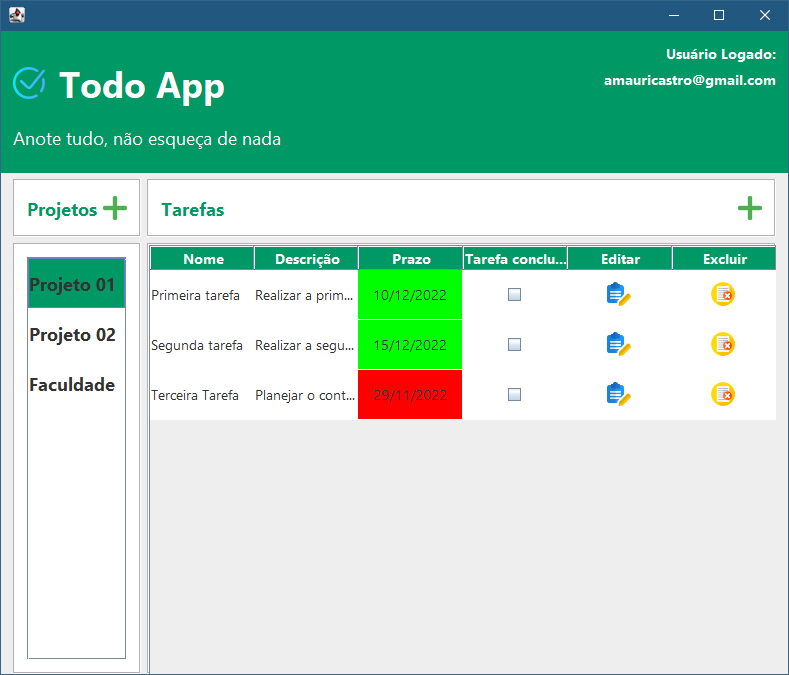 Usuário Logado:
Todo App
amauricastro@gmail.com
Anote tudo, não esqueça de nada
Projetos
Tarefas
Projeto 01
Projeto 02
Faculdade
Nome Descrição Prazo Tarefa conclu... Editar Excluir
Primeira tarefa Realizar a prim... 10/12/2022
Segunda tarefa Realizar a segu... 15/12/2022
Terceira Tarefa Planejar o cont... 29/11/2022